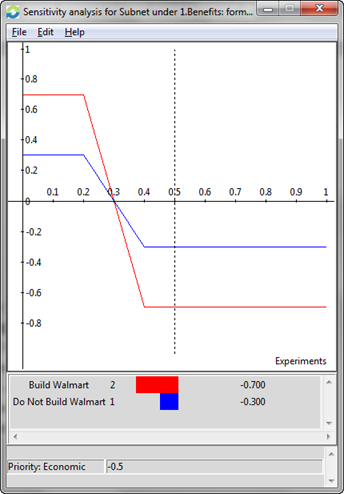 Sensitivity analysis for Subnet under 1.Benefits: form...
File Edit Help
1
0.8
0.6
0.4
0.2
0.1 0.2 0.3 0.4 0.5 0.6 0.7 0.8 0.9 1
0
-0.2
-0.4
-0.6
-0.8
Experiments
Build Walmart 2 -0.700
Do Not Build Walmart 1 -0.300
Priority: Economic -0.5